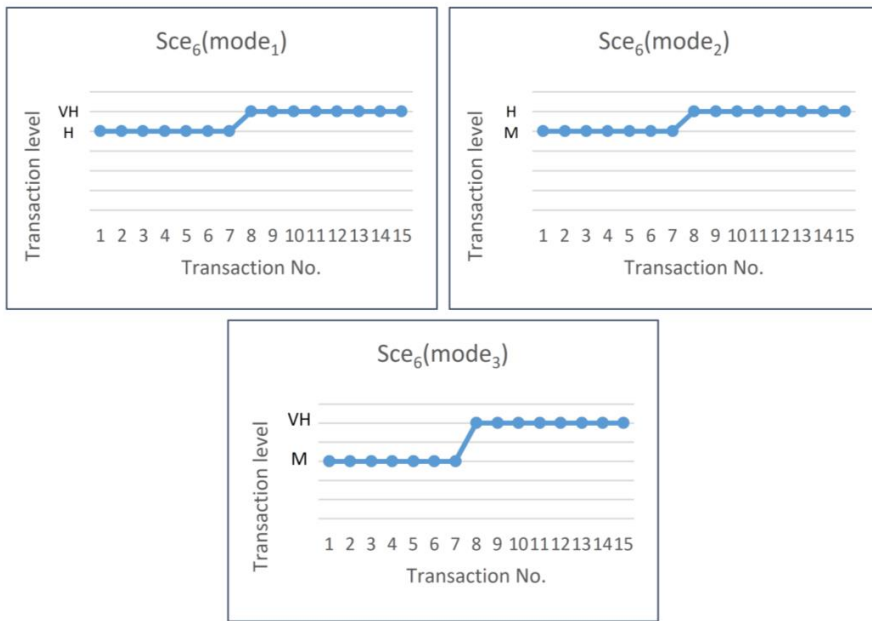 Sce₆(mode₁)
Transaction level
VH
H
1 2 3 4 5 6 7 8 9 10 11 12 13 14 15
Transaction No.
Sce₆(mode₂)
Transaction level
H
M
1 2 3 4 5 6 7 8 9 10 11 12 13 14 15
Transaction No.
Sce₆(mode₃)
Transaction level
VH
M
1 2 3 4 5 6 7 8 9 10 11 12 13 14 15
Transaction No.